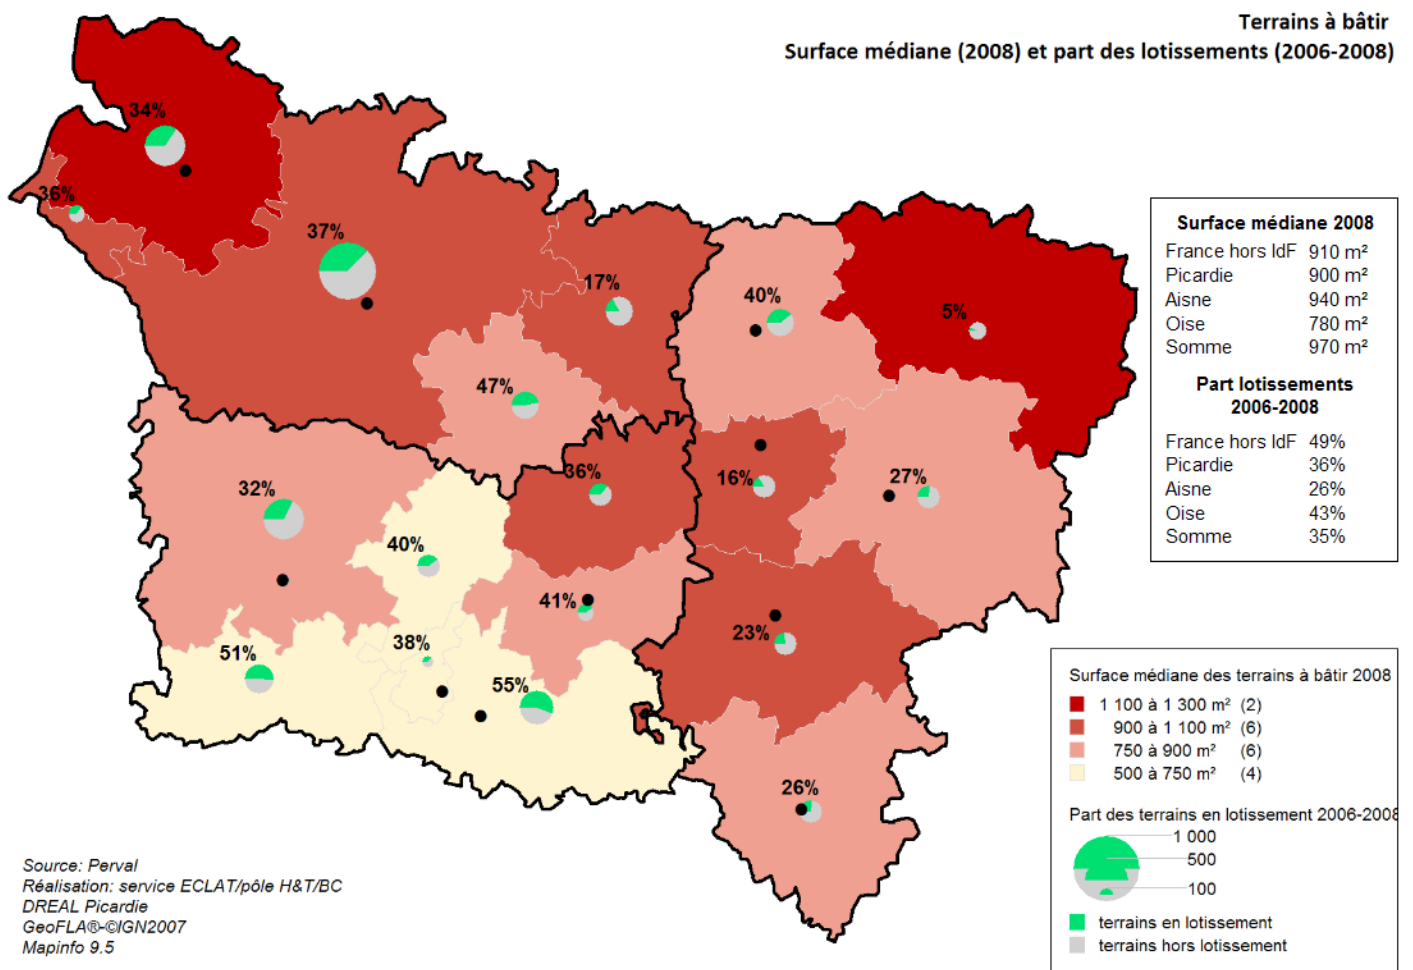 Terrains à bâtir
Surface médiane (2008) et part des lotissements (2006-2008)
34%
36%
37%
17%
40%
5%
47%
32%
36%
16%
27%
40%
41%
23%
51%
38%
55%
26%
Surface médiane 2008
France hors IdF 910 m²
Picardie 900 m²
Aisne 940 m²
Oise 780 m²
Somme 970 m²
Part lotissements
2006-2008
France hors IdF 49%
Picardie 36%
Aisne 26%
Oise 43%
Somme 35%
Surface médiane des terrains à bâtir 2008
1 100 à 1 300 m² (2)
900 à 1 100 m² (6)
750 à 900 m² (6)
500 à 750 m² (4)
Part des terrains en lotissement 2006-2008
1 000
500
100
terrains en lotissement
terrains hors lotissement
Source: Perval
Réalisation: service ECLAT/pôle H&T/BC
DREAL Picardie
GeoFLA®-©IGN2007
Mapinfo 9.5